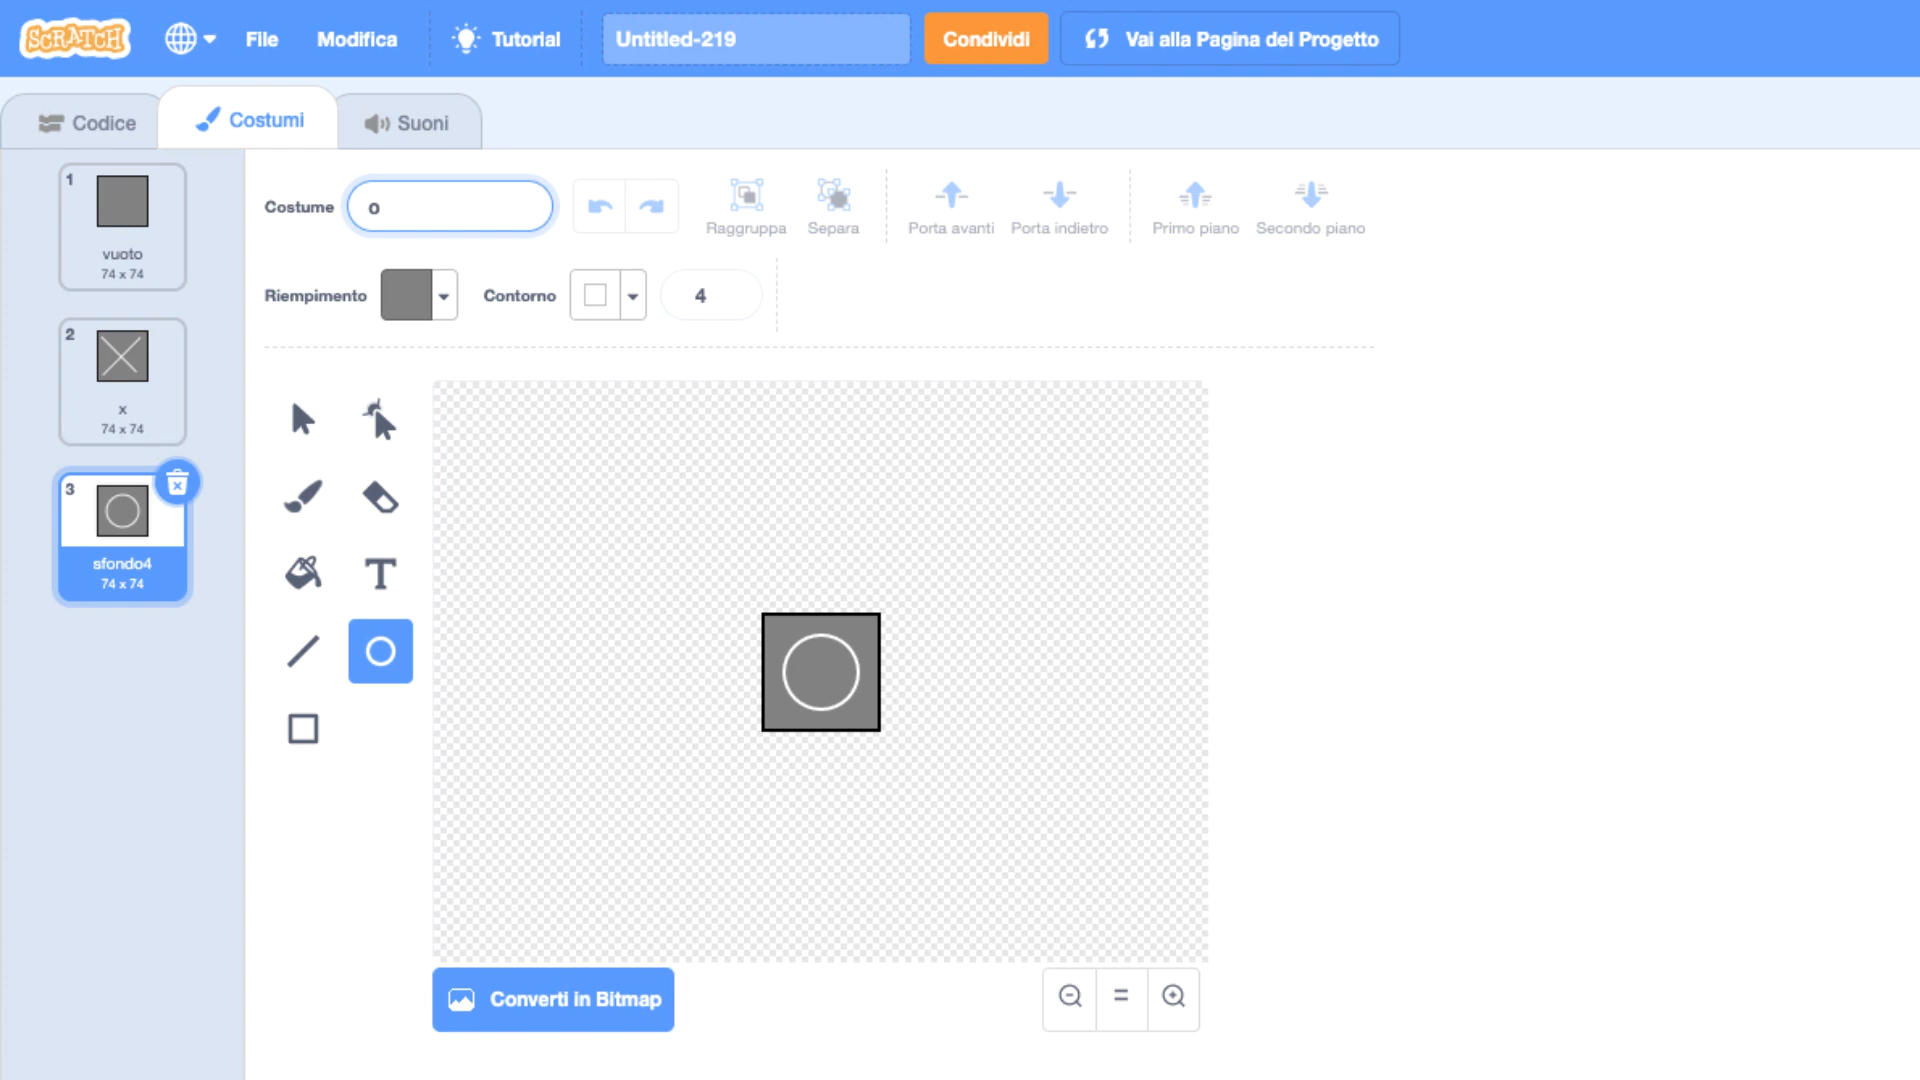 SCRATCH File Modifica Tutorial Untitled-219 Condividi Vai alla Pagina del Progetto
Codice Costumi Suoni
1
vuoto
74 x 74
2
x
74 x 74
3
sfondo4
74 x 74
Costume o
Raggruppa Separa Porta avanti Porta indietro Primo piano Secondo piano
Riempimento Contorno 4
Converti in Bitmap